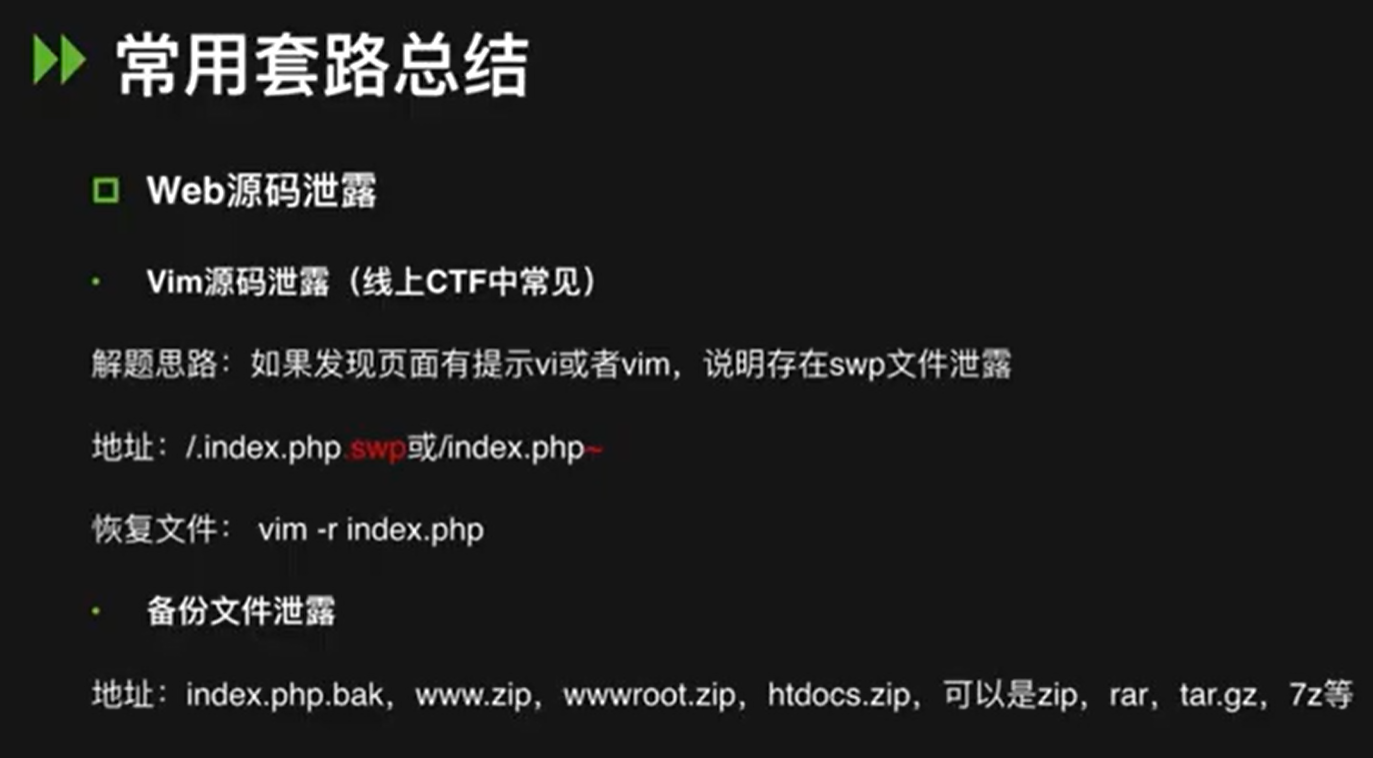 常用套路总结
Web源码泄露
· Vim源码泄露（线上CTF中常见）
解题思路：如果发现页面有提示vi或者vim，说明存在swp文件泄露
地址：/.index.php.swp或/index.php~
恢复文件： vim -r index.php
· 备份文件泄露
地址：index.php.bak，www.zip，wwwroot.zip，htdocs.zip，可以是zip，rar，tar.gz，7z等